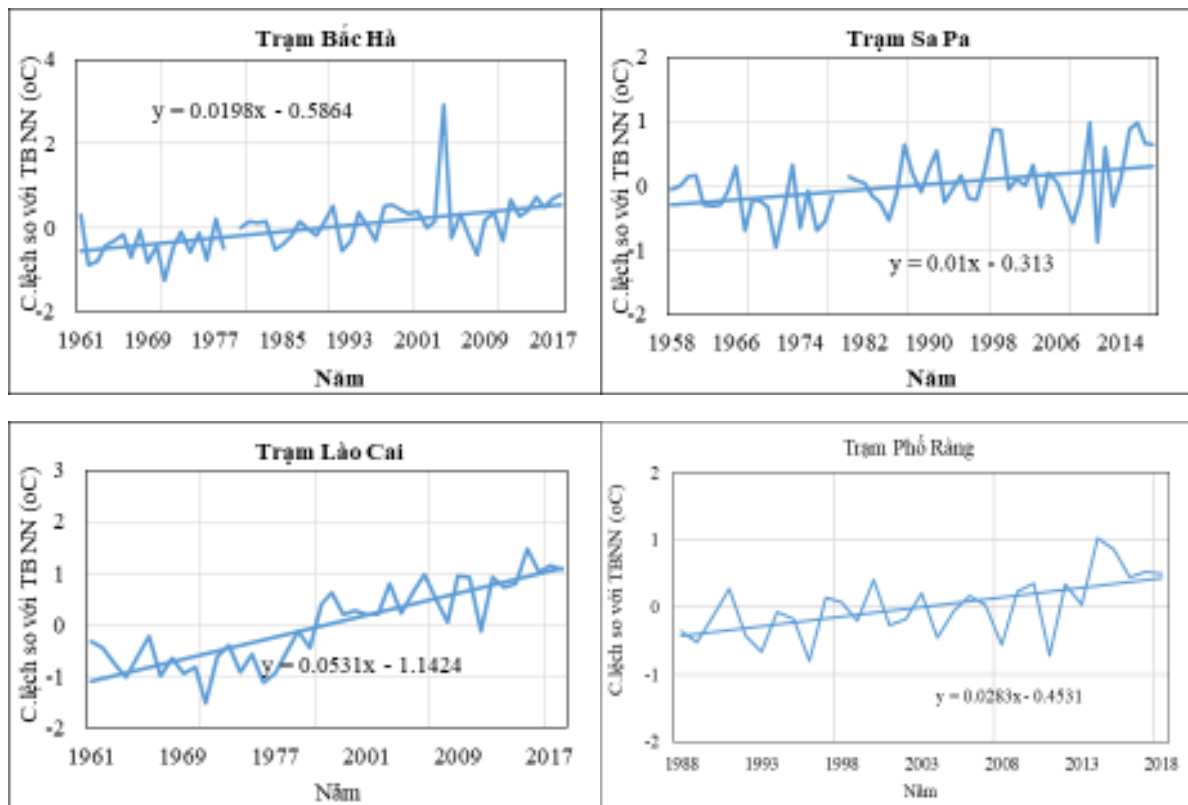 Trạm Bắc Hà
C.lệch so với TB NN (oC)
4
2
0
-2
y = 0.0198x - 0.5864
1961 1969 1977 1985 1993 2001 2009 2017
Năm
Trạm Sa Pa
C.lệch so với TB NN (oC)
2
1
0
-1
-2
y = 0.01x - 0.313
1958 1966 1974 1982 1990 1998 2006 2014
Năm
Trạm Lào Cai
C.lệch so với TB NN (oC)
3
2
1
0
-1
-2
y = 0.0531x - 1.1424
1961 1969 1977 2001 2009 2017
Năm
Trạm Phố Ràng
C.lệch so với TBNN (oC)
2
1
0
-1
-2
y = 0.0283x - 0.4531
1988 1993 1998 2003 2008 2013 2018
Năm